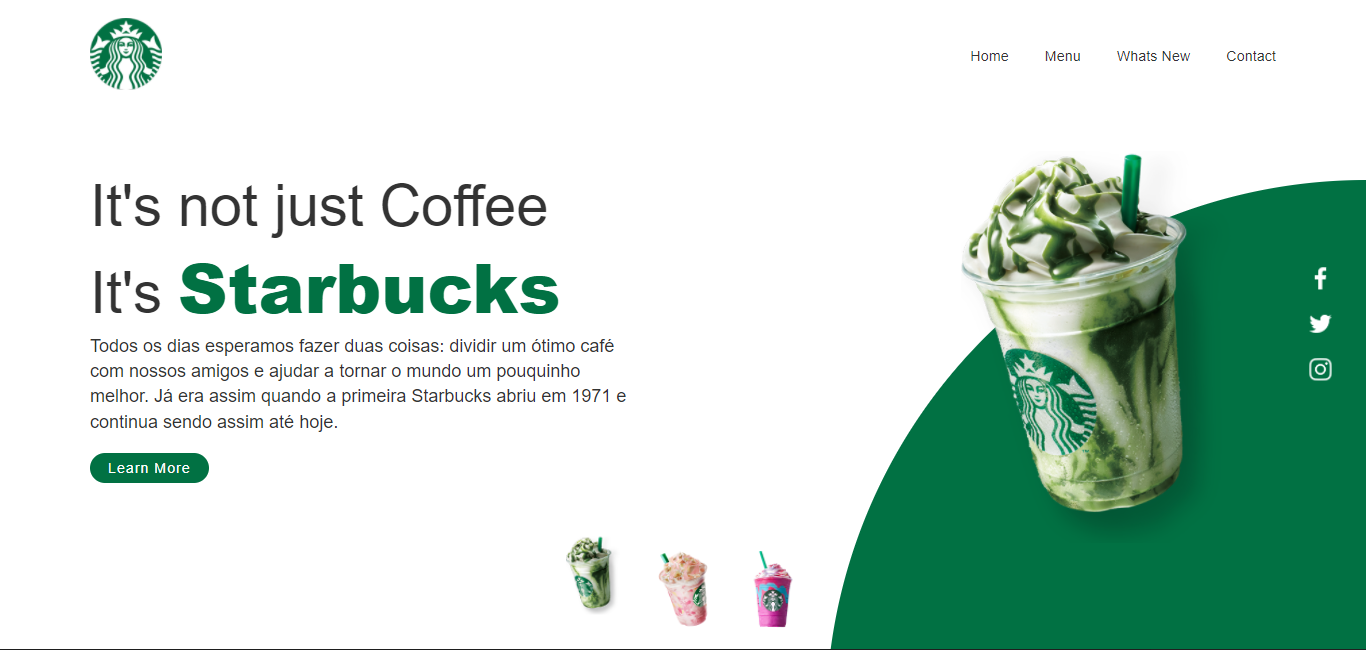 Home Menu Whats New Contact
It's not just Coffee
It's Starbucks
Todos os dias esperamos fazer duas coisas: dividir um ótimo café
com nossos amigos e ajudar a tornar o mundo um pouquinho
melhor. Já era assim quando a primeira Starbucks abriu em 1971 e
continua sendo assim até hoje.
Learn More